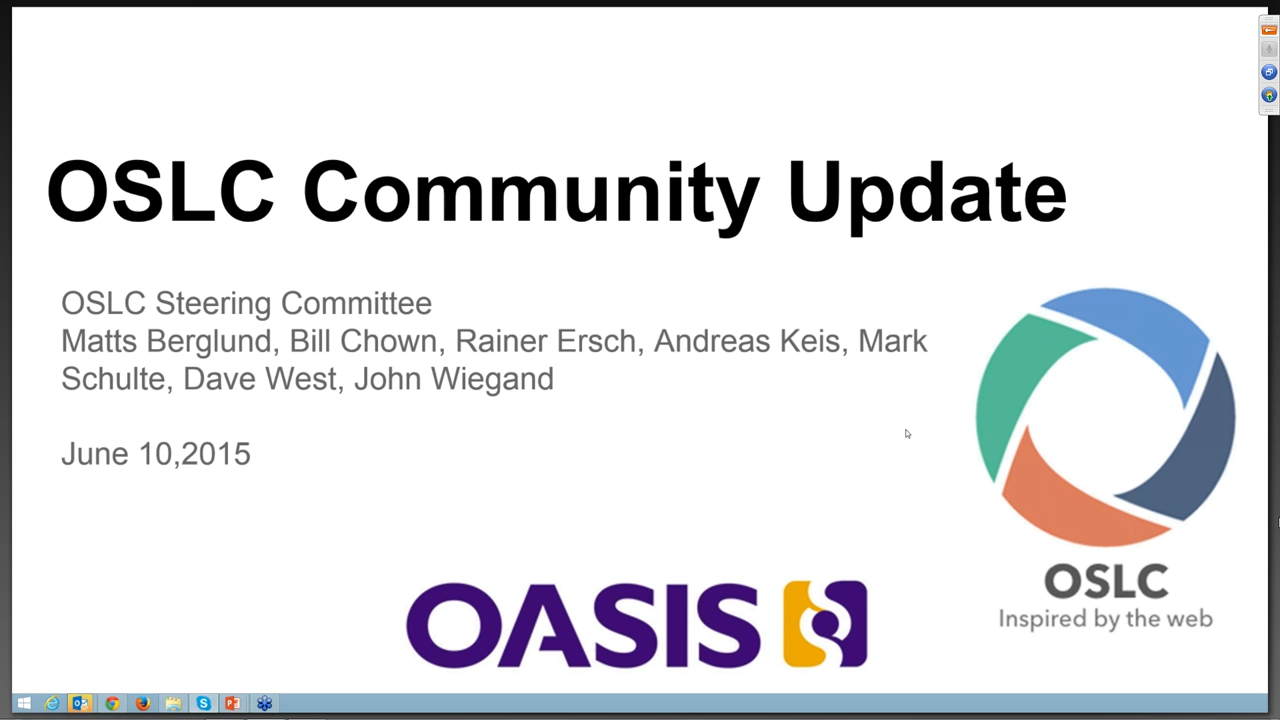 OSLC Community Update
OSLC Steering Committee
Matts Berglund, Bill Chown, Rainer Ersch, Andreas Keis, Mark
Schulte, Dave West, John Wiegand
June 10,2015
OASIS
OSLC
Inspired by the web